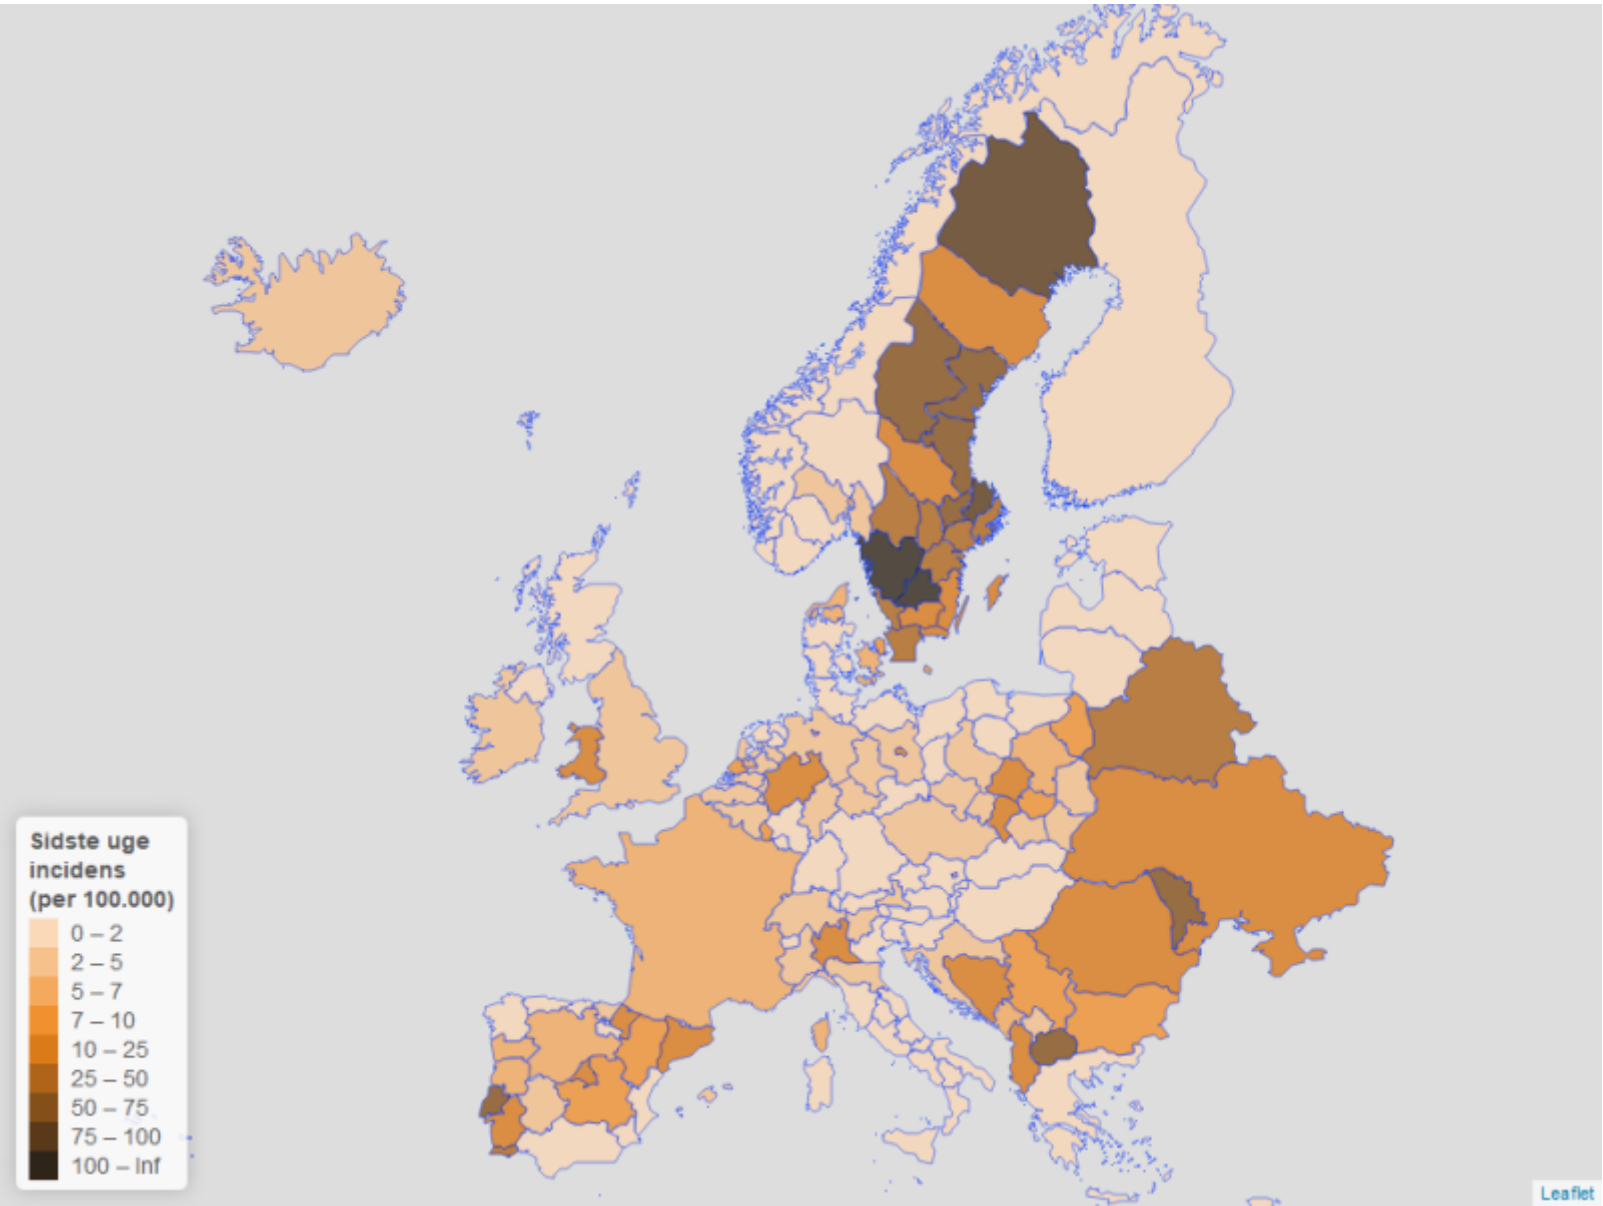 Sidste uge
incidens
(per 100.000)
0 – 2
2 – 5
5 – 7
7 – 10
10 – 25
25 – 50
50 – 75
75 – 100
100 – Inf
Leaflet